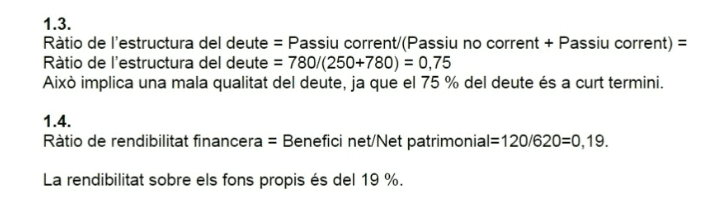 1.3.
Ràtio de l'estructura del deute = Passiu corrent/(Passiu no corrent + Passiu corrent) =
Ràtio de l'estructura del deute = 780/(250+780) = 0,75
Això implica una mala qualitat del deute, ja que el 75 % del deute és a curt termini.
1.4.
Ràtio de rendibilitat financera = Benefici net/Net patrimonial=120/620=0,19.
La rendibilitat sobre els fons propis és del 19 %.